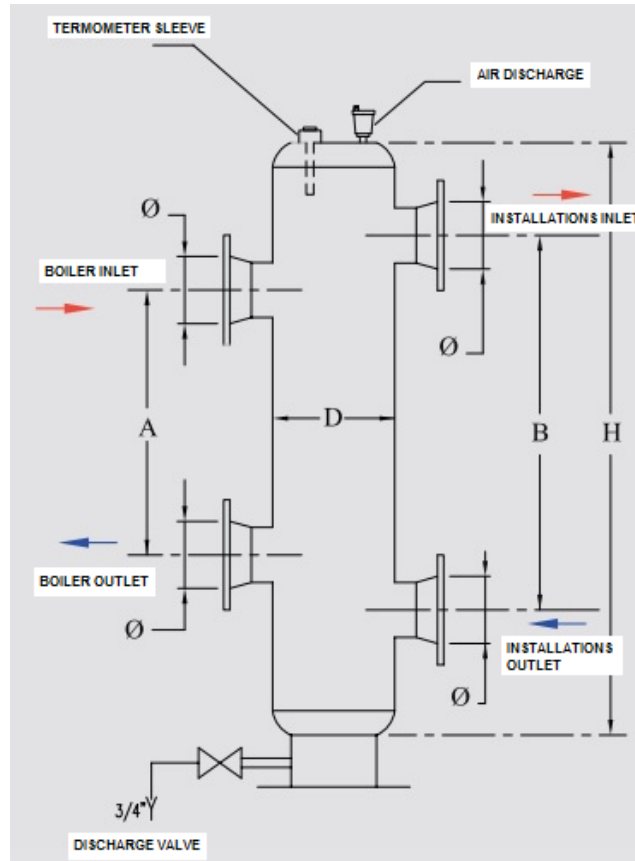 TERMOMETER SLEEVE
AIR DISCHARGE
Ø
INSTALLATIONS INLET
BOILER INLET
Ø
A
D
B
H
BOILER OUTLET
Ø
Ø
INSTALLATIONS
OUTLET
3/4"
DISCHARGE VALVE